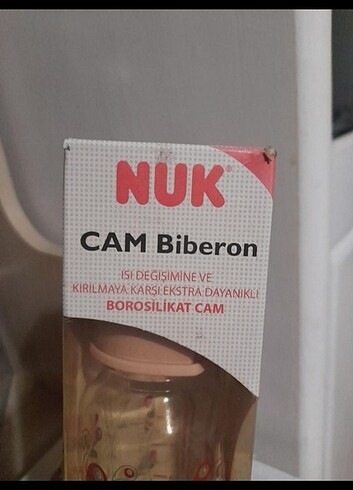 NUK
CAM Biberon
ISI DEĞİŞİMİNE VE
KIRILMAYA KARŞI EKSTRA DAYANIKLI
BOROSİLİKAT CAM